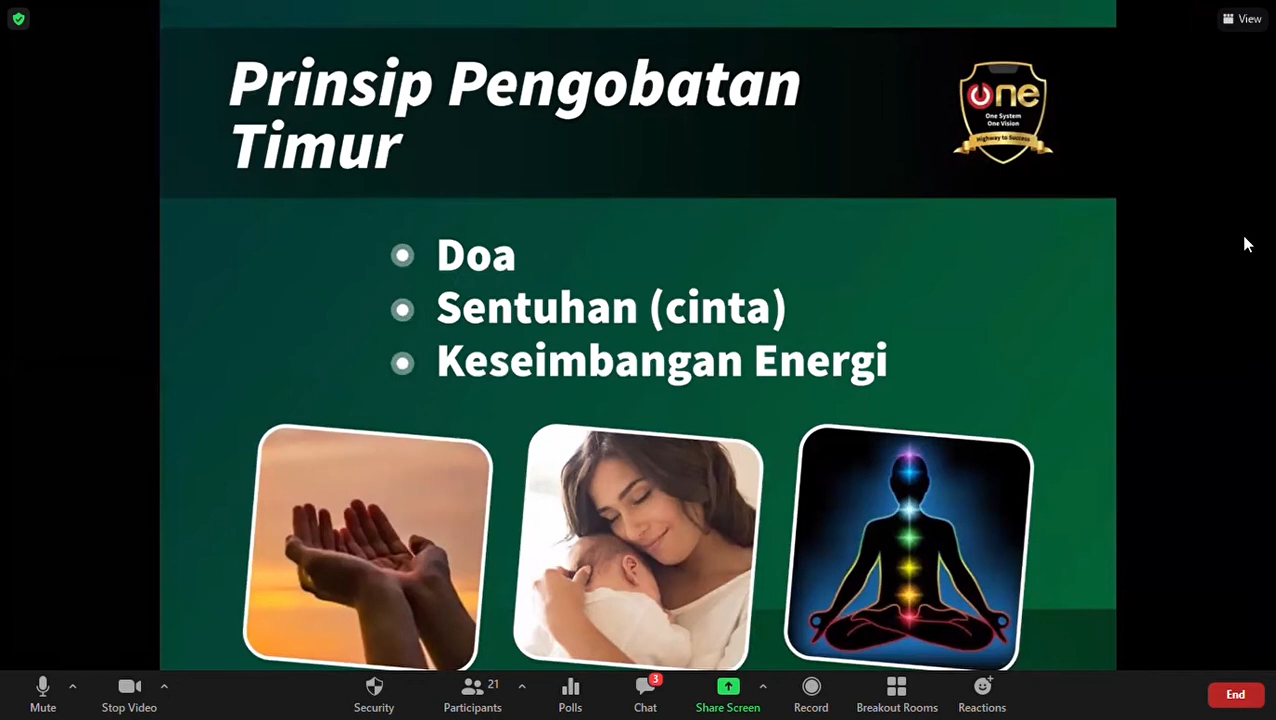 View
Prinsip Pengobatan
Timur
one
One System
One Vision
Highway to Success
Doa
Sentuhan (cinta)
Keseimbangan Energi
Mute
Stop Video
Security
21
Participants
Polls
3
Chat
Share Screen
Record
Breakout Rooms
Reactions
End